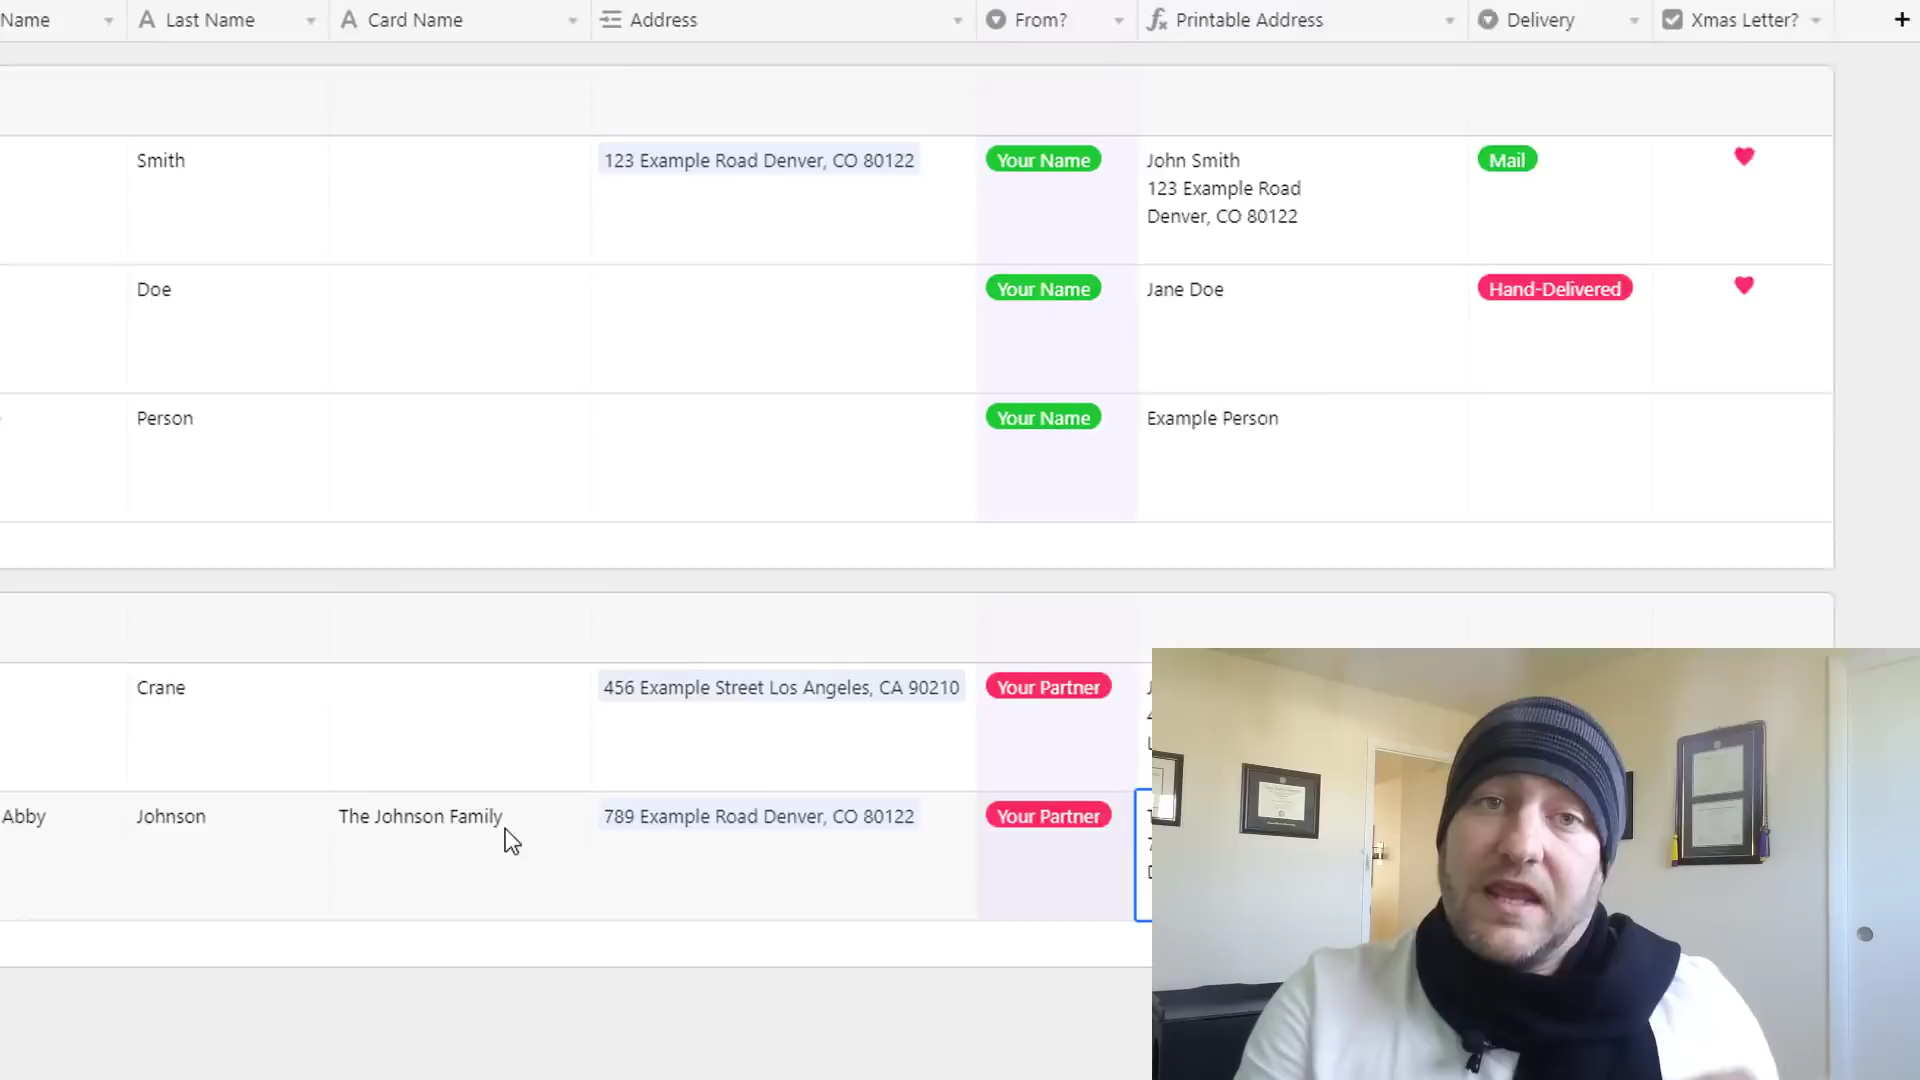 Name
Last Name
Card Name
Address
From?
Printable Address
Delivery
Xmas Letter?
Smith
123 Example Road Denver, CO 80122
Your Name
John Smith
123 Example Road
Denver, CO 80122
Mail
Doe
Your Name
Jane Doe
Hand-Delivered
Person
Your Name
Example Person
Crane
456 Example Street Los Angeles, CA 90210
Your Partner
Abby
Johnson
The Johnson Family
789 Example Road Denver, CO 80122
Your Partner